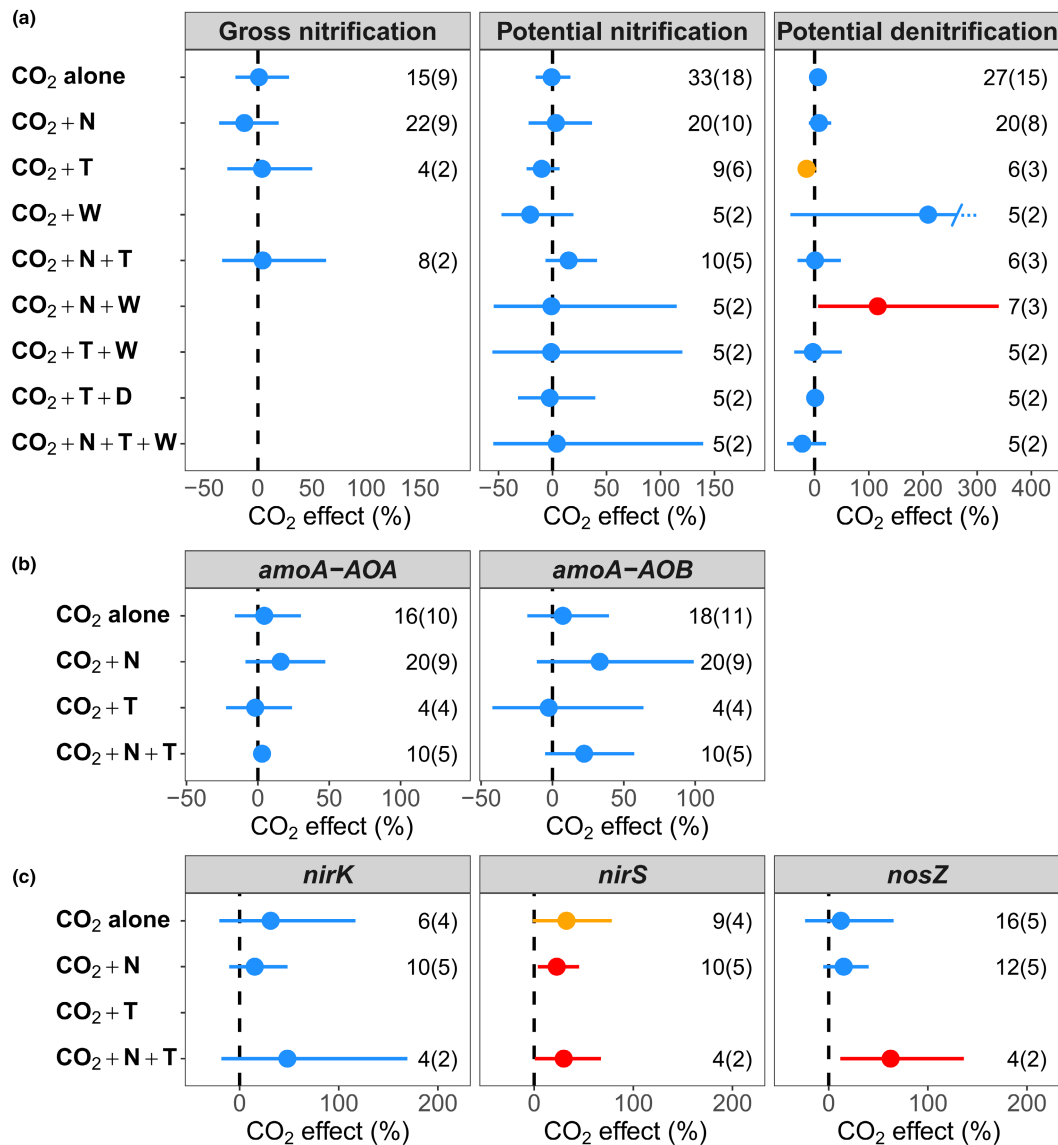 (a)
Gross nitrification Potential nitrification Potential denitrification
CO₂ alone 15(9) 33(18) 27(15)
CO₂ + N 22(9) 20(10) 20(8)
CO₂ + T 4(2) 9(6) 6(3)
CO₂ + W 5(2) 5(2)
CO₂ + N + T 8(2) 10(5) 6(3)
CO₂ + N + W 5(2) 7(3)
CO₂ + T + W 5(2) 5(2)
CO₂ + T + D 5(2) 5(2)
CO₂ + N + T + W 5(2) 5(2)
−50 0 50 100 150 −50 0 50 100 150 0 100 200 300 400
CO₂ effect (%) CO₂ effect (%) CO₂ effect (%)
(b)
amoA−AOA amoA−AOB
CO₂ alone 16(10) 18(11)
CO₂ + N 20(9) 20(9)
CO₂ + T 4(4) 4(4)
CO₂ + N + T 10(5) 10(5)
−50 0 50 100 −50 0 50 100
CO₂ effect (%) CO₂ effect (%)
(c)
nirK nirS nosZ
CO₂ alone 6(4) 9(4) 16(5)
CO₂ + N 10(5) 10(5) 12(5)
CO₂ + T
CO₂ + N + T 4(2) 4(2) 4(2)
0 100 200 0 100 200 0 100 200
CO₂ effect (%) CO₂ effect (%) CO₂ effect (%)